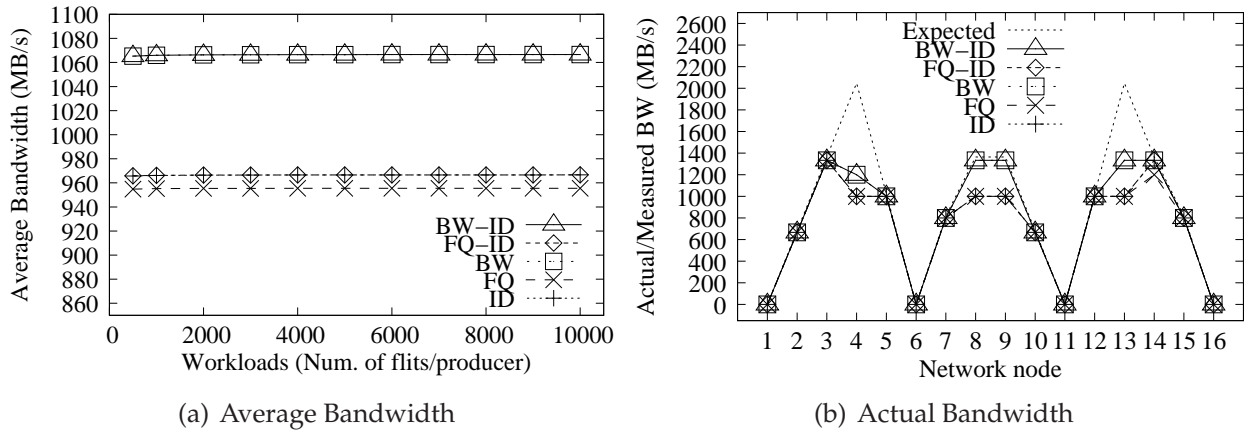 1100
1080
1060
1040
1020
1000
980
960
940
920
900
880
860
Average Bandwidth (MB/s)
BW−ID
FQ−ID
BW
FQ
ID
0 2000 4000 6000 8000 10000
Workloads (Num. of flits/producer)
(a) Average Bandwidth
2600
2400
2200
2000
1800
1600
1400
1200
1000
800
600
400
200
0
Actual/Measured BW (MB/s)
Expected
BW−ID
FQ−ID
BW
FQ
ID
1 2 3 4 5 6 7 8 9 10 11 12 13 14 15 16
Network node
(b) Actual Bandwidth